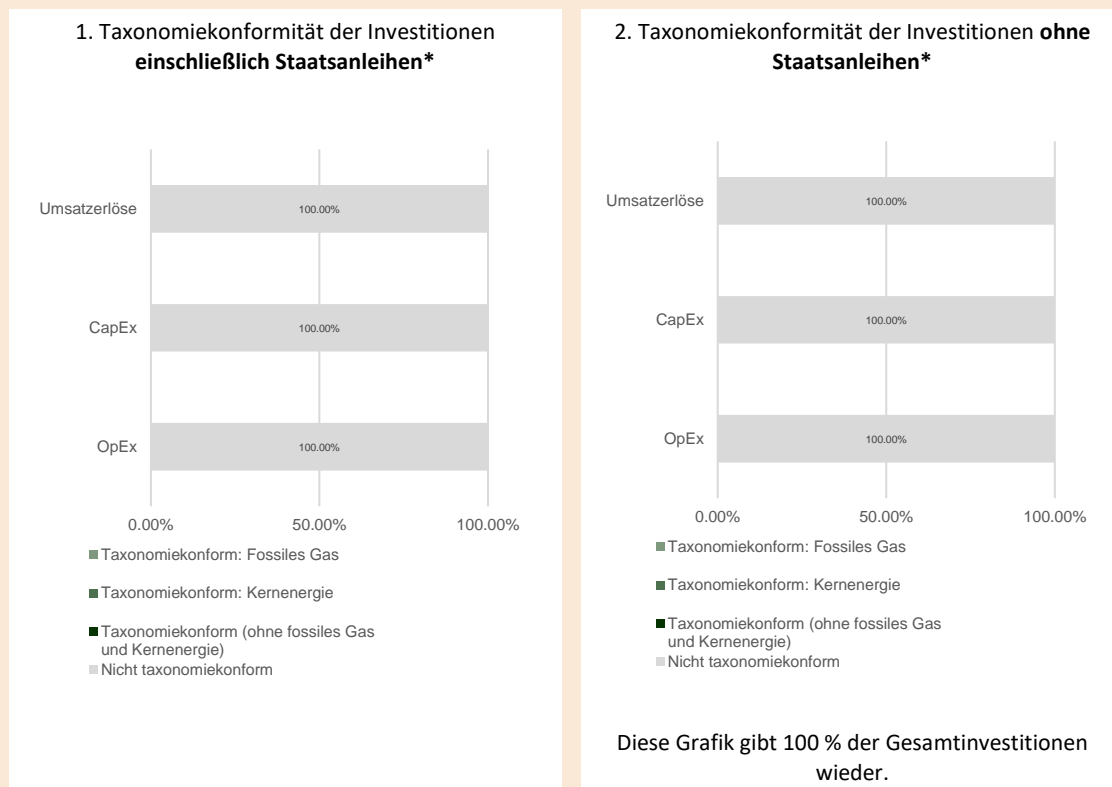 1. Taxonomiekonformität der Investitionen
einschließlich Staatsanleihen*
Umsatzerlöse
100.00%
CapEx
100.00%
OpEx
100.00%
0.00%
50.00%
100.00%
Taxonomiekonform: Fossiles Gas
Taxonomiekonform: Kernenergie
Taxonomiekonform (ohne fossiles Gas
und Kernenergie)
Nicht taxonomiekonform
2. Taxonomiekonformität der Investitionen ohne
Staatsanleihen*
Umsatzerlöse
100.00%
CapEx
100.00%
OpEx
100.00%
0.00%
50.00%
100.00%
Taxonomiekonform: Fossiles Gas
Taxonomiekonform: Kernenergie
Taxonomiekonform (ohne fossiles Gas
und Kernenergie)
Nicht taxonomiekonform
Diese Grafik gibt 100 % der Gesamtinvestitionen
wieder.